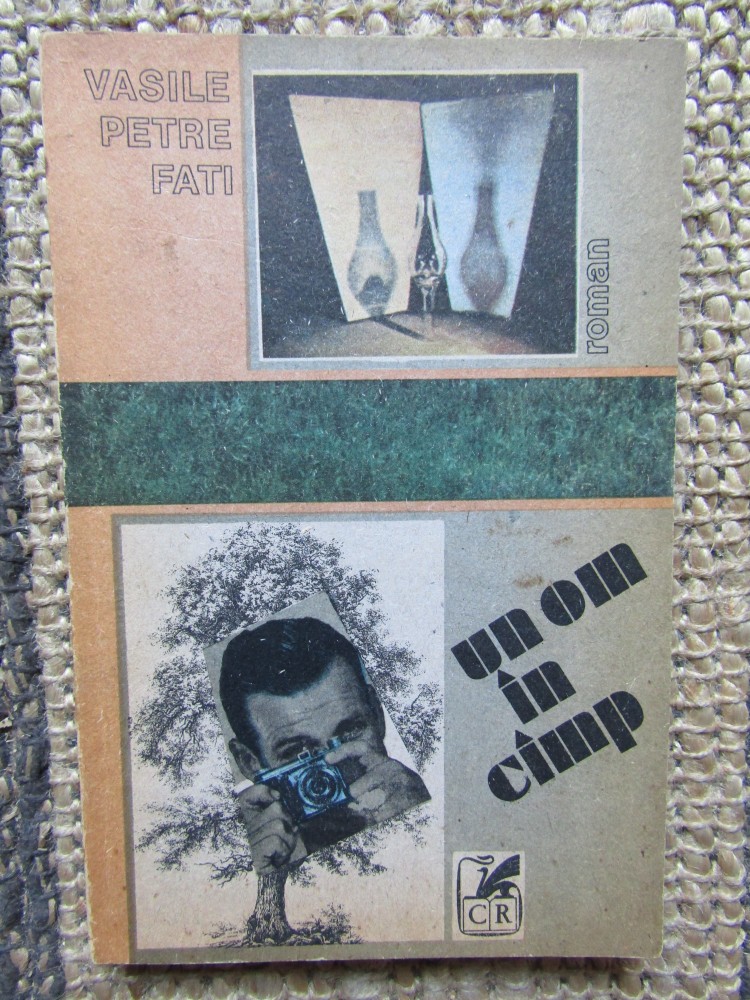 VASILE
PETRE
FATI
roman
un om
în
cîmp
CR